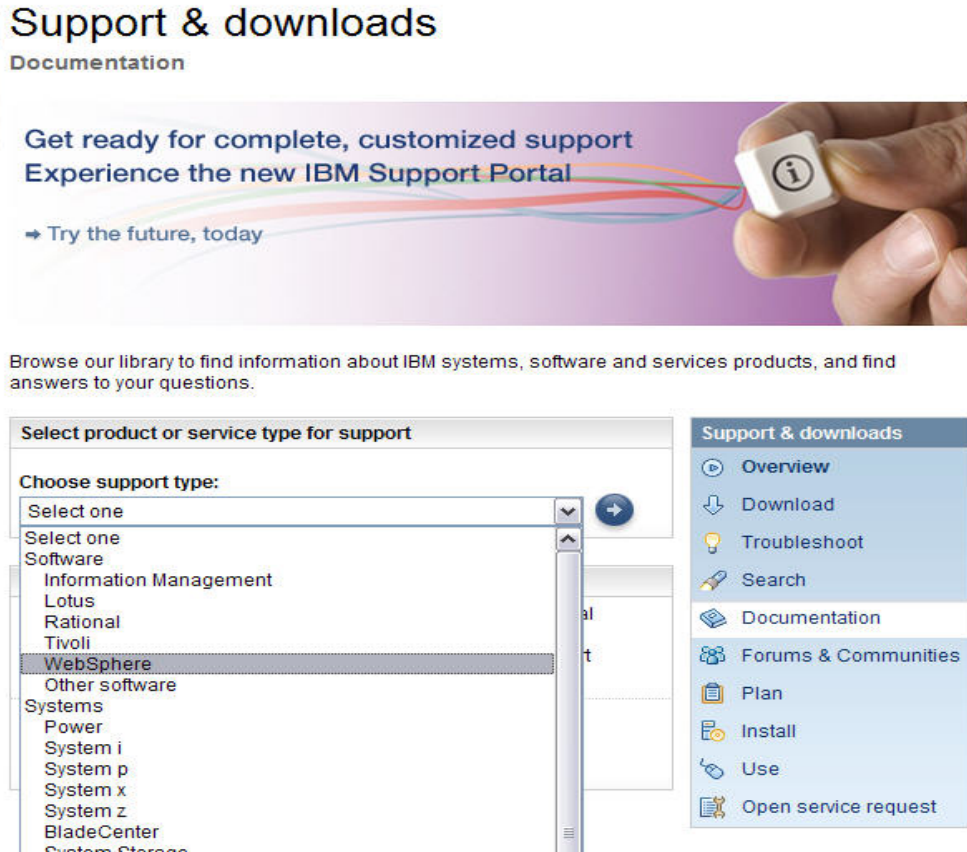 Support & downloads
Documentation
Get ready for complete, customized support
Experience the new IBM Support Portal
Try the future, today
Browse our library to find information about IBM systems, software and services products, and find
answers to your questions.
Select product or service type for support
Choose support type:
Select one
Select one
Software
Information Management
Lotus
Rational
Tivoli
WebSphere
Other software
Systems
Power
System i
System p
System x
System z
BladeCenter
System Storage
al
rt
Support & downloads
Overview
Download
Troubleshoot
Search
Documentation
Forums & Communities
Plan
Install
Use
Open service request